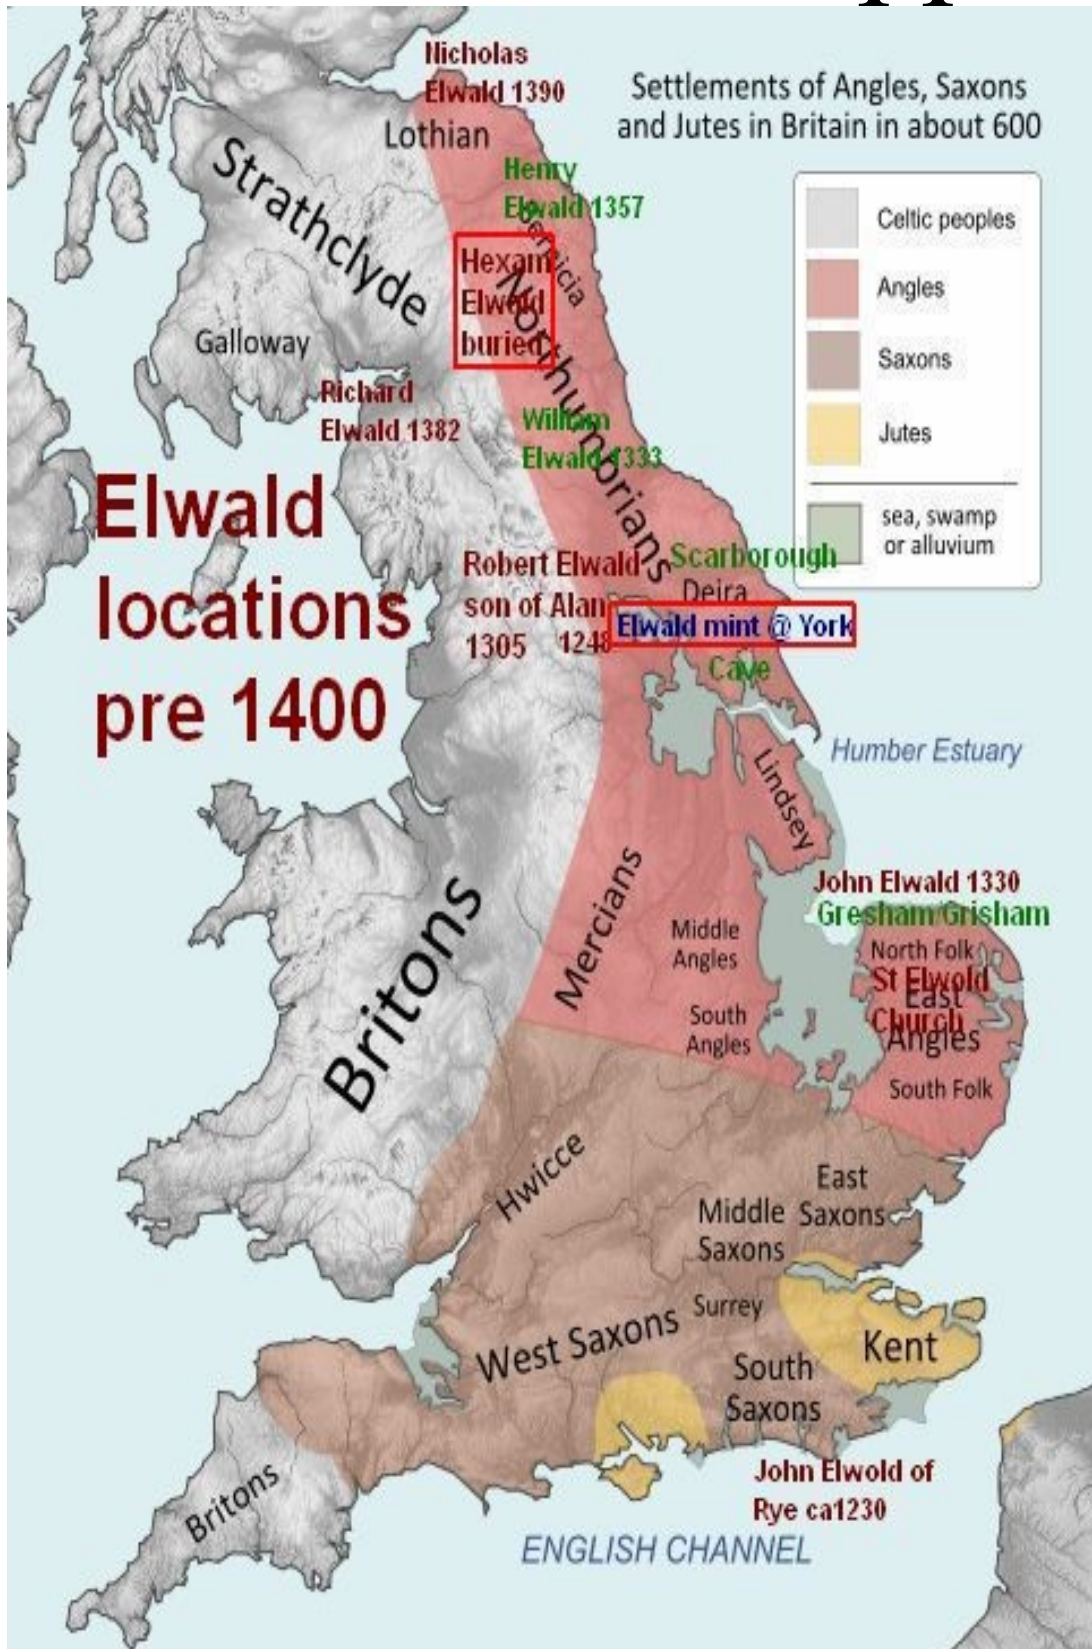 Nicholas
Elwald 1390
Settlements of Angles, Saxons
and Jutes in Britain in about 600
Lothian
Strathclyde
Henry
Elwald 1357
Bernicia
Celtic peoples
Angles
Saxons
Jutes
sea, swamp
or alluvium
Hexam
Elwald
buried
Northumbrians
Galloway
Richard
Elwald 1382
William
Elwald 1333
Elwald
locations
pre 1400
Robert Elwald
son of Alan
1305 1248
Scarborough
Deira
Elwald mint @ York
Cave
Humber Estuary
Lindsey
John Elwald 1330
Gresham/Grisham
Mercians
Middle
Angles
North Folk
St Elwold
Church
East
Angles
South
Angles
South Folk
Britons
Hwicce
East
Saxons
Middle
Saxons
Surrey
West Saxons
Kent
South
Saxons
John Elwold of
Rye ca1230
Britons
ENGLISH CHANNEL